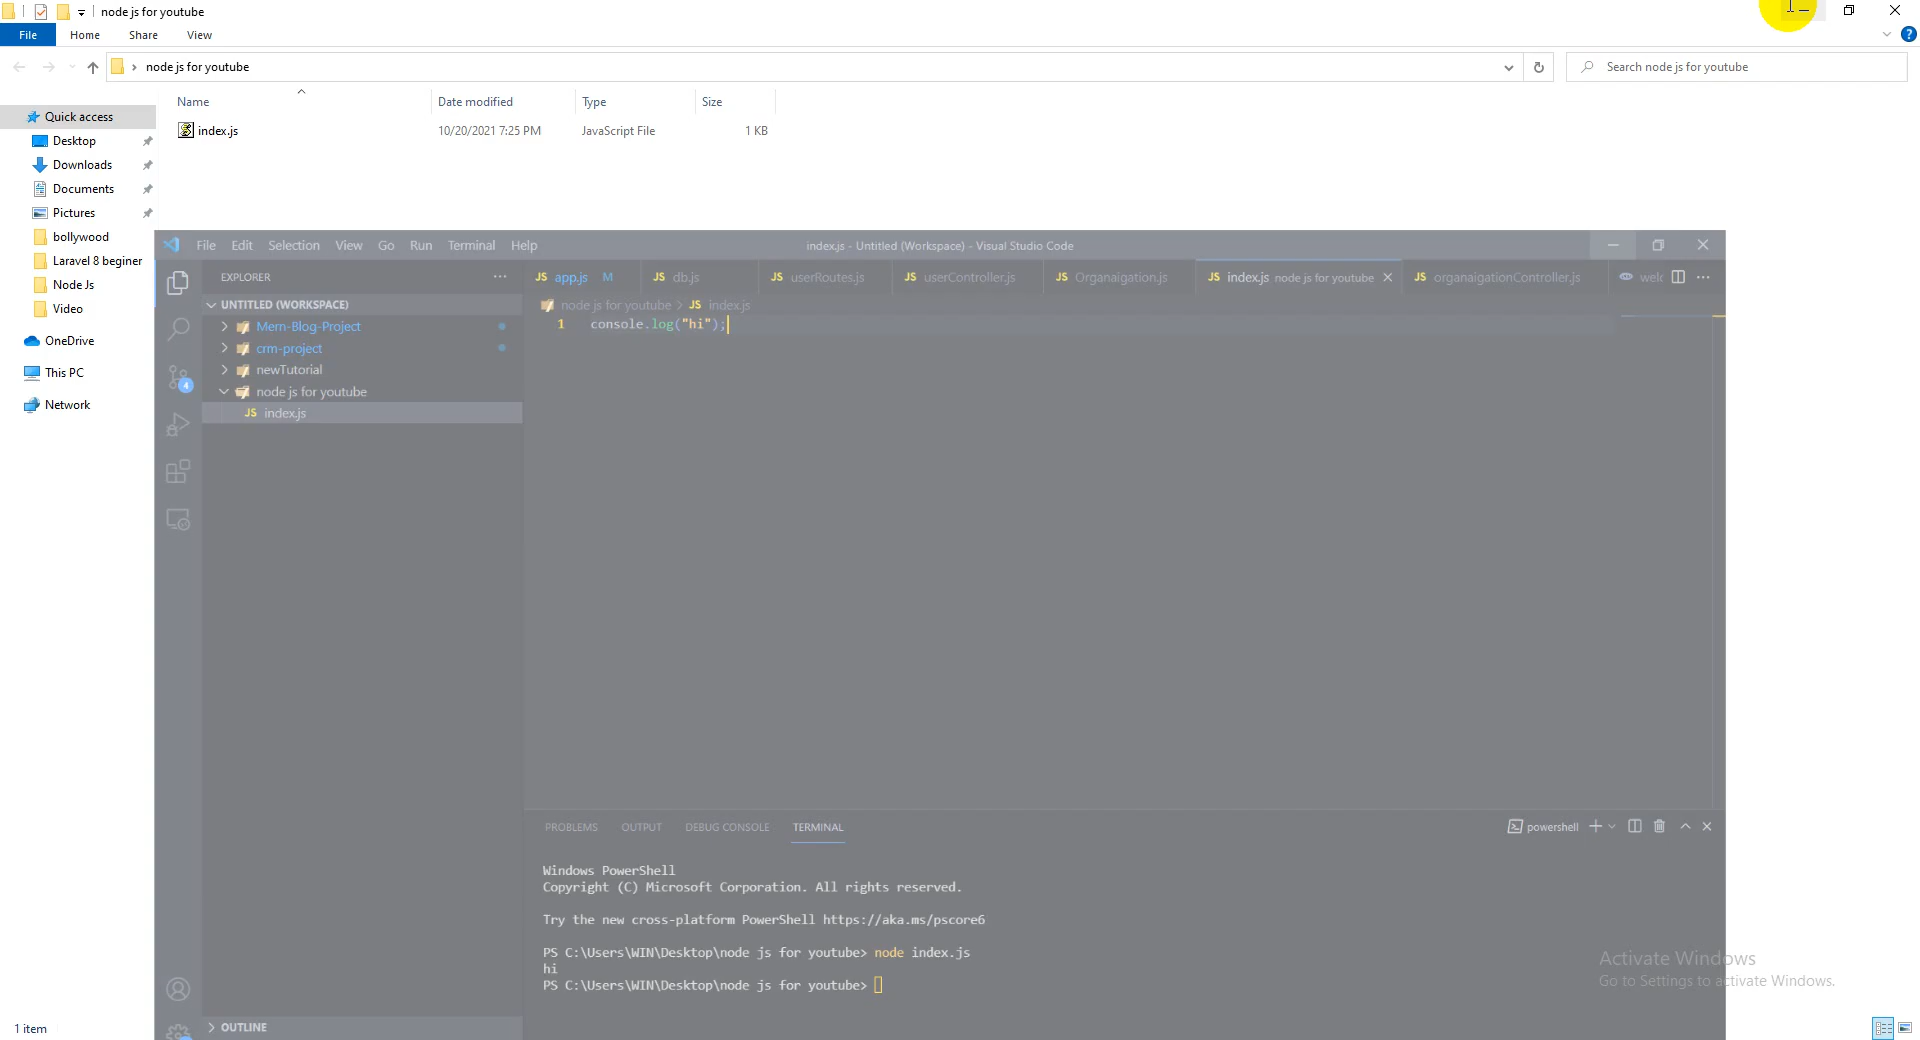 node js for youtube
File Home Share View
node js for youtube
Search node js for youtube
Name Date modified Type Size
index.js 10/20/2021 7:25 PM JavaScript File 1 KB
Quick access
Desktop
Downloads
Documents
Pictures
bollywood
Laravel 8 beginer
Node Js
Video
OneDrive
This PC
Network
1 item
File Edit Selection View Go Run Terminal Help
index.js - Untitled (Workspace) - Visual Studio Code
EXPLORER
UNTITLED (WORKSPACE)
Mern-Blog-Project
crm-project
newTutorial
node js for youtube
JS index.js
4
OUTLINE
JS app.js M JS db.js JS userRoutes.js JS userController.js JS Organaigation.js JS index.js node js for youtube JS organaigationController.js welc
node js for youtube > JS index.js
1 console.log("hi");
PROBLEMS OUTPUT DEBUG CONSOLE TERMINAL
powershell
Windows PowerShell
Copyright (C) Microsoft Corporation. All rights reserved.
Try the new cross-platform PowerShell https://aka.ms/pscore6
PS C:\Users\WIN\Desktop\node js for youtube> node index.js
hi
PS C:\Users\WIN\Desktop\node js for youtube>
Activate Windows
Go to Settings to activate Windows.